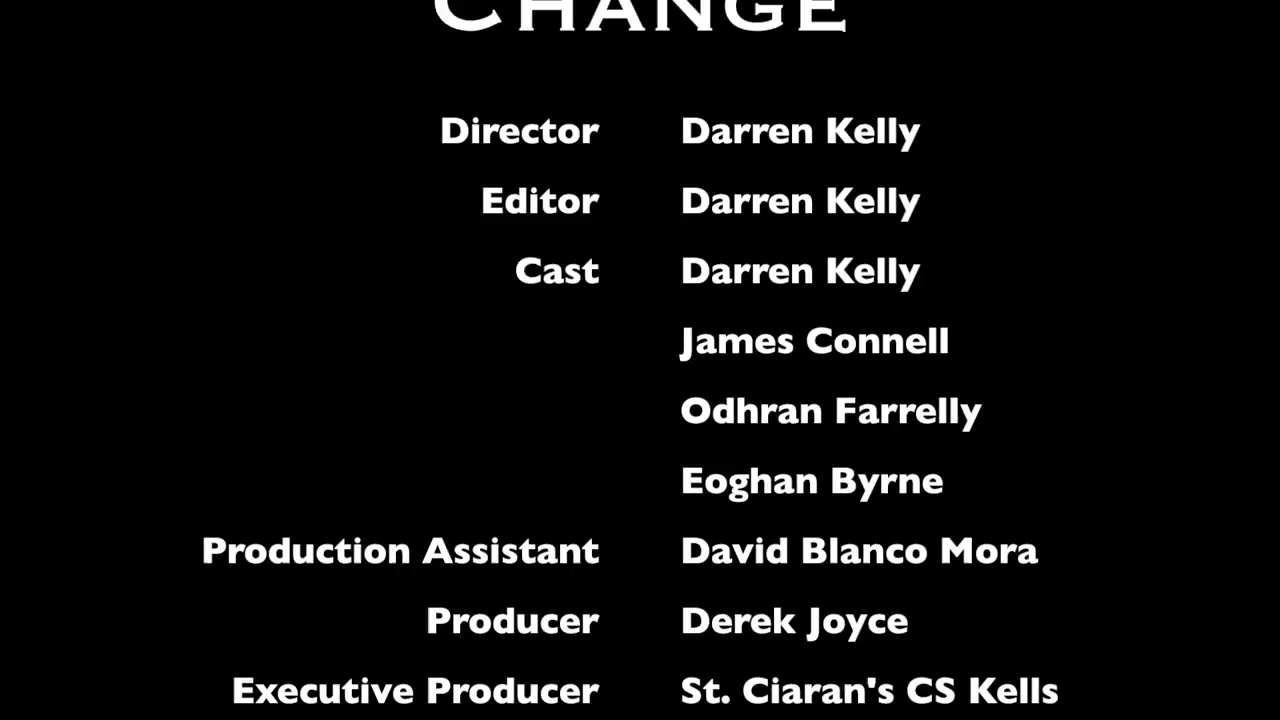 CHANGE
Director Darren Kelly
Editor Darren Kelly
Cast Darren Kelly
James Connell
Odhran Farrelly
Eoghan Byrne
Production Assistant David Blanco Mora
Producer Derek Joyce
Executive Producer St. Ciaran's CS Kells